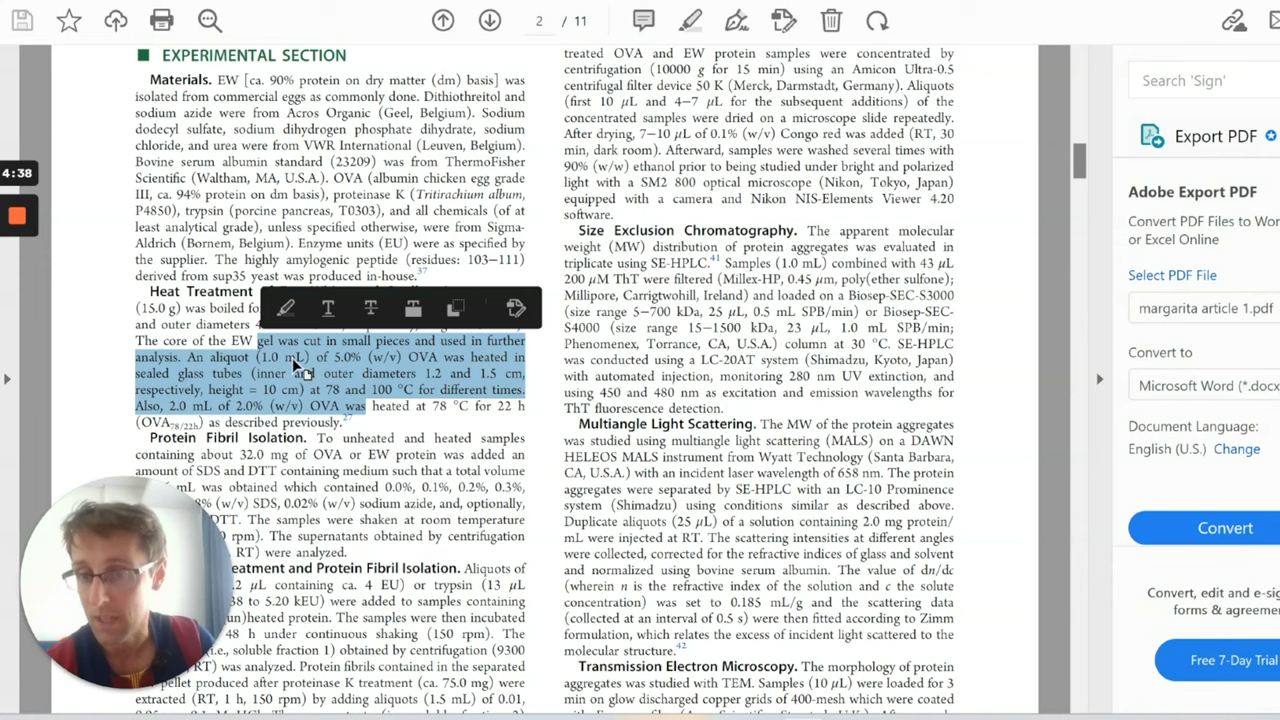 2 / 11
4:38
EXPERIMENTAL SECTION
Materials. EW [ca. 90% protein on dry matter (dm) basis] was
isolated from commercial eggs as commonly done. Dithiothreitol and
sodium azide were from Acros Organic (Geel, Belgium). Sodium
dodecyl sulfate, sodium dihydrogen phosphate dihydrate, sodium
chloride, and urea were from VWR International (Leuven, Belgium).
Bovine serum albumin standard (23209) was from ThermoFisher
Scientific (Waltham, MA, U.S.A.). OVA (albumin chicken egg grade
III, ca. 94% protein on dm basis), proteinase K (Tritirachium album,
P4850), trypsin (porcine pancreas, T0303), and all chemicals (of at
least analytical grade), unless specified otherwise, were from Sigma-
Aldrich (Bornem, Belgium). Enzyme units (EU) were as specified by
the supplier. The highly amylogenic peptide (residues: 103−111)
derived from sup35 yeast was produced in-house.37
Heat Treatment
(15.0 g) was boiled fo
and outer diameters 4
The core of the EW gel was cut in small pieces and used in further
analysis. An aliquot (1.0 mL) of 5.0% (w/v) OVA was heated in
sealed glass tubes (inner and outer diameters 1.2 and 1.5 cm,
respectively, height = 10 cm) at 78 and 100 °C for different times.
Also, 2.0 mL of 2.0% (w/v) OVA was heated at 78 °C for 22 h
(OVA78/22h) as described previously.27
Protein Fibril Isolation. To unheated and heated samples
containing about 32.0 mg of OVA or EW protein was added an
amount of SDS and DTT containing medium such that a total volume
mL was obtained which contained 0.0%, 0.1%, 0.2%, 0.3%,
% (w/v) SDS, 0.02% (w/v) sodium azide, and, optionally,
DTT. The samples were shaken at room temperature
rpm). The supernatants obtained by centrifugation
RT) were analyzed.
eatment and Protein Fibril Isolation. Aliquots of
.2 μL containing ca. 4 EU) or trypsin (13 μL
38 to 5.20 kEU) were added to samples containing
un)heated protein. The samples were then incubated
48 h under continuous shaking (150 rpm). The
(i.e., soluble fraction 1) obtained by centrifugation (9300
RT) was analyzed. Protein fibrils contained in the separated
pellet produced after proteinase K treatment (ca. 75.0 mg) were
extracted (RT, 1 h, 150 rpm) by adding aliquots (1.5 mL) of 0.01,
treated OVA and EW protein samples were concentrated by
centrifugation (10000 g for 15 min) using an Amicon Ultra-0.5
centrifugal filter device 50 K (Merck, Darmstadt, Germany). Aliquots
(first 10 μL and 4−7 μL for the subsequent additions) of the
concentrated samples were dried on a microscope slide repeatedly.
After drying, 7−10 μL of 0.1% (w/v) Congo red was added (RT, 30
min, dark room). Afterward, samples were washed several times with
90% (w/w) ethanol prior to being studied under bright and polarized
light with a SM2 800 optical microscope (Nikon, Tokyo, Japan)
equipped with a camera and Nikon NIS-Elements Viewer 4.20
software.
Size Exclusion Chromatography. The apparent molecular
weight (MW) distribution of protein aggregates was evaluated in
triplicate using SE-HPLC.41 Samples (1.0 mL) combined with 43 μL
200 μM ThT were filtered (Millex-HP, 0.45 μm, poly(ether sulfone);
Millipore, Carrigtwohill, Ireland) and loaded on a Biosep-SEC-S3000
(size range 5−700 kDa, 25 μL, 0.5 mL SPB/min) or Biosep-SEC-
S4000 (size range 15−1500 kDa, 23 μL, 1.0 mL SPB/min;
Phenomenex, Torrance, CA, U.S.A.) column at 30 °C. SE-HPLC
was conducted using a LC-20AT system (Shimadzu, Kyoto, Japan)
with automated injection, monitoring 280 nm UV extinction, and
using 450 and 480 nm as excitation and emission wavelengths for
ThT fluorescence detection.
Multiangle Light Scattering. The MW of the protein aggregates
was studied using multiangle light scattering (MALS) on a DAWN
HELEOS MALS instrument from Wyatt Technology (Santa Barbara,
CA, U.S.A.) with an incident laser wavelength of 658 nm. The protein
aggregates were separated by SE-HPLC with an LC-10 Prominence
system (Shimadzu) using conditions similar as described above.
Duplicate aliquots (25 μL) of a solution containing 2.0 mg protein/
mL were injected at RT. The scattering intensities at different angles
were collected, corrected for the refractive indices of glass and solvent
and normalized using bovine serum albumin. The value of dn/dc
(wherein n is the refractive index of the solution and c the solute
concentration) was set to 0.185 mL/g and the scattering data
(collected at an interval of 0.5 s) were then fitted according to Zimm
formulation, which relates the excess of incident light scattered to the
molecular structure.42
Transmission Electron Microscopy. The morphology of protein
aggregates was studied with TEM. Samples (10 μL) were loaded for 3
min on glow discharged copper grids of 400-mesh which were coated
Search 'Sign'
Export PDF
Adobe Export PDF
Convert PDF Files to Wo
or Excel Online
Select PDF File
margarita article 1.pdf
Convert to
Microsoft Word (*.docx
Document Language:
English (U.S.) Change
Convert
Convert, edit and e-sig
forms & agreeme
Free 7-Day Trial